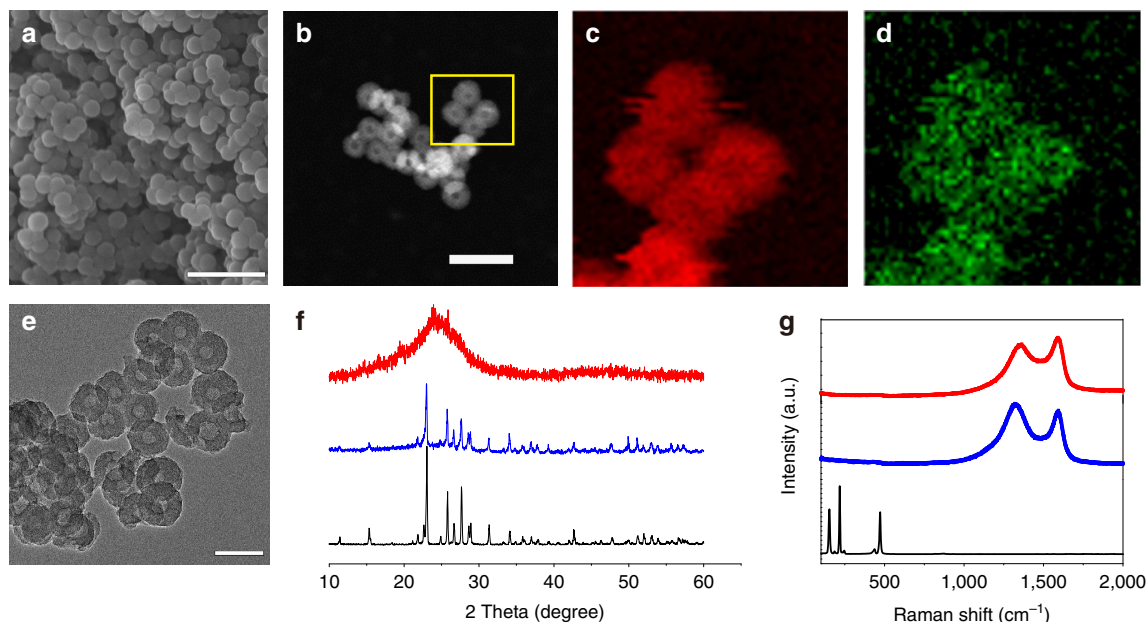 a
b
c
d
e
f
g
10 20 30 40 50 60
2 Theta (degree)
Intensity (a.u.)
500 1,000 1,500 2,000
Raman shift (cm⁻¹)